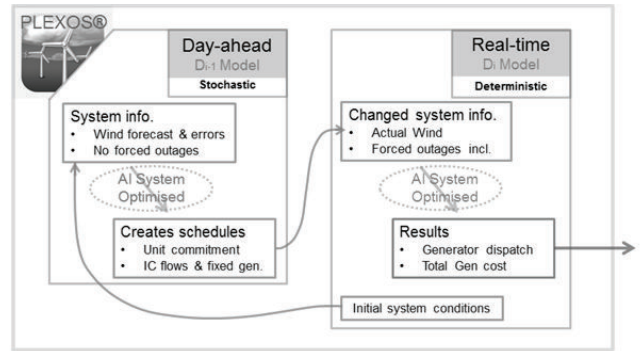 PLEXOS®
Day-ahead
Di-1 Model
Stochastic
System info.
• Wind forecast & errors
• No forced outages
AI System
Optimised
Creates schedules
• Unit commitment
• IC flows & fixed gen.
Real-time
Di Model
Deterministic
Changed system info.
• Actual Wind
• Forced outages incl.
AI System
Optimised
Results
• Generator dispatch
• Total Gen cost
Initial system conditions